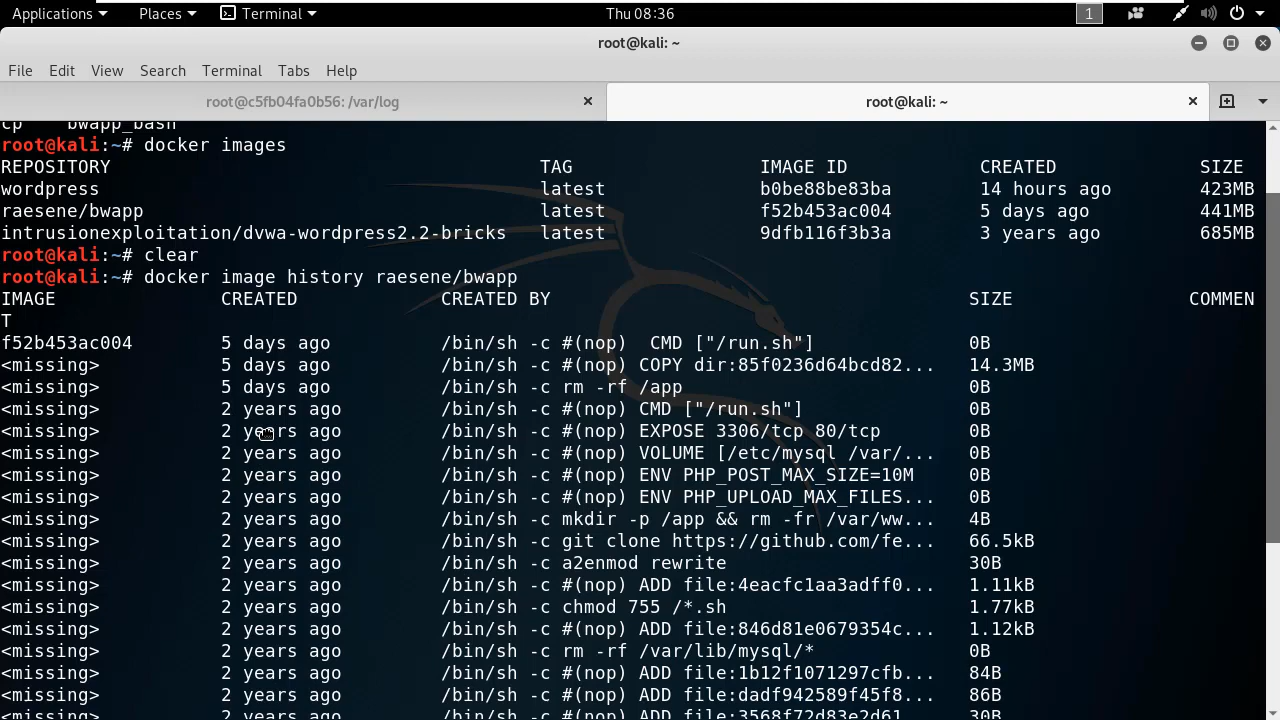 Applications Places Terminal Thu 08:36 1
root@kali: ~
File Edit View Search Terminal Tabs Help
root@c5fb04fa0b56: /var/log root@kali: ~
cp bwapp_bash
root@kali:~# docker images
REPOSITORY TAG IMAGE ID CREATED SIZE
wordpress latest b0be88be83ba 14 hours ago 423MB
raesene/bwapp latest f52b453ac004 5 days ago 441MB
intrusionexploitation/dvwa-wordpress2.2-bricks latest 9dfb116f3b3a 3 years ago 685MB
root@kali:~# clear
root@kali:~# docker image history raesene/bwapp
IMAGE CREATED CREATED BY SIZE COMMEN
T
f52b453ac004 5 days ago /bin/sh -c #(nop)  CMD ["/run.sh"] 0B
<missing> 5 days ago /bin/sh -c #(nop) COPY dir:85f0236d64bcd82... 14.3MB
<missing> 5 days ago /bin/sh -c rm -rf /app 0B
<missing> 2 years ago /bin/sh -c #(nop) CMD ["/run.sh"] 0B
<missing> 2 years ago /bin/sh -c #(nop) EXPOSE 3306/tcp 80/tcp 0B
<missing> 2 years ago /bin/sh -c #(nop) VOLUME [/etc/mysql /var/... 0B
<missing> 2 years ago /bin/sh -c #(nop) ENV PHP_POST_MAX_SIZE=10M 0B
<missing> 2 years ago /bin/sh -c #(nop) ENV PHP_UPLOAD_MAX_FILES... 0B
<missing> 2 years ago /bin/sh -c mkdir -p /app && rm -fr /var/ww... 4B
<missing> 2 years ago /bin/sh -c git clone https://github.com/fe... 66.5kB
<missing> 2 years ago /bin/sh -c a2enmod rewrite 30B
<missing> 2 years ago /bin/sh -c #(nop) ADD file:4eacfc1aa3adff0... 1.11kB
<missing> 2 years ago /bin/sh -c chmod 755 /*.sh 1.77kB
<missing> 2 years ago /bin/sh -c #(nop) ADD file:846d81e0679354c... 1.12kB
<missing> 2 years ago /bin/sh -c rm -rf /var/lib/mysql/* 0B
<missing> 2 years ago /bin/sh -c #(nop) ADD file:1b12f1071297cfb... 84B
<missing> 2 years ago /bin/sh -c #(nop) ADD file:dadf942589f45f8... 86B
<missing> 2 years ago /bin/sh -c #(nop) ADD file:3568f72d83e2d61... 30B